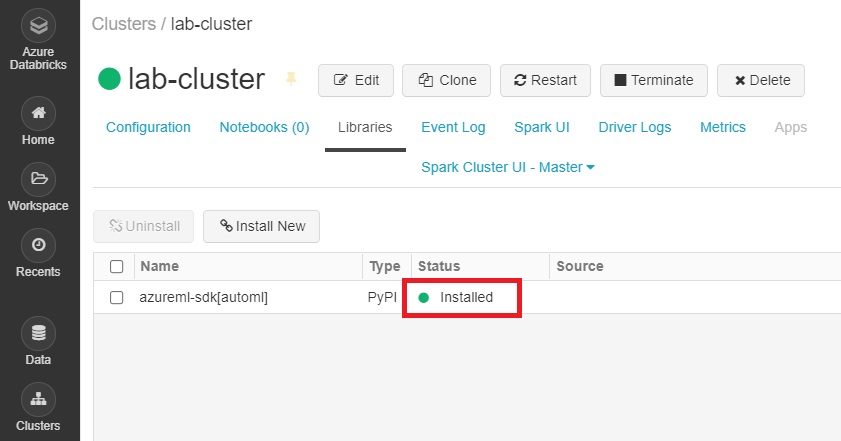 Azure
Databricks
Home
Workspace
Recents
Data
Clusters
Clusters / lab-cluster
lab-cluster
Edit
Clone
Restart
Terminate
Delete
Configuration
Notebooks (0)
Libraries
Event Log
Spark UI
Driver Logs
Metrics
Apps
Spark Cluster UI - Master
Uninstall
Install New
Name
Type
Status
Source
azureml-sdk[automl]
PyPI
Installed